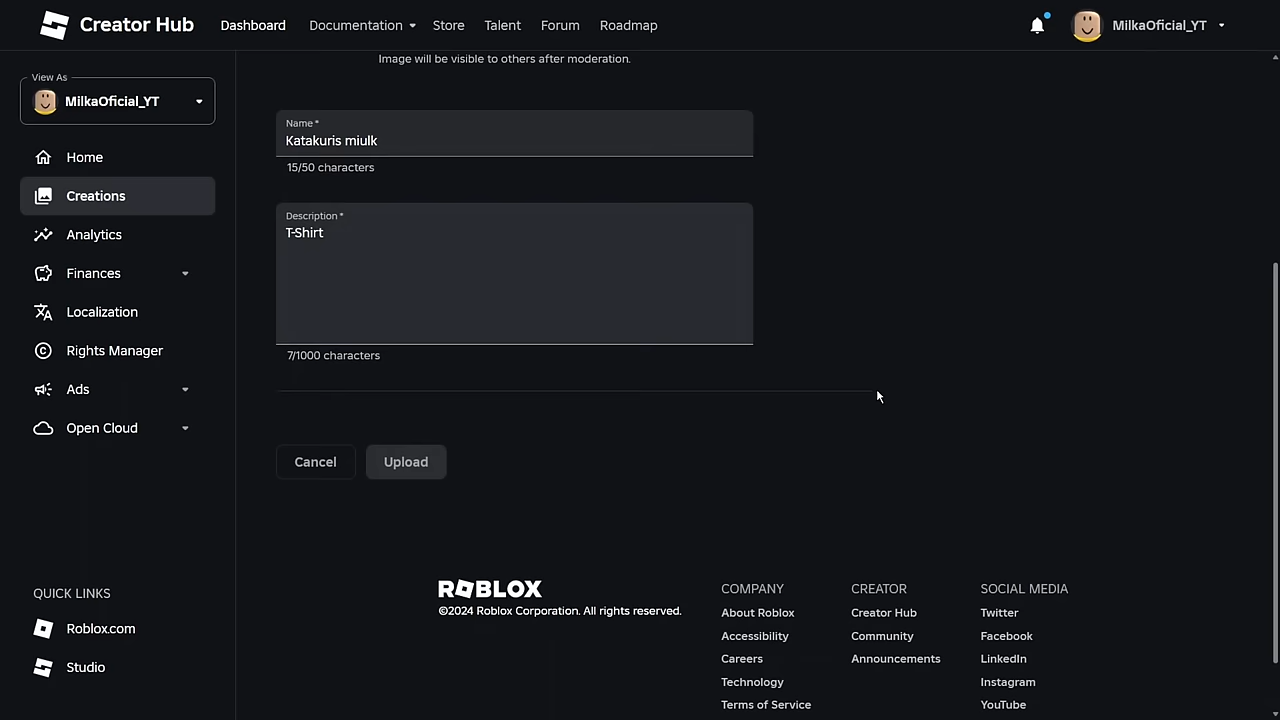 Creator Hub
Dashboard
Documentation
Store
Talent
Forum
Roadmap
MilkaOficial_YT
View As
MilkaOficial_YT
Home
Creations
Analytics
Finances
Localization
Rights Manager
Ads
Open Cloud
QUICK LINKS
Roblox.com
Studio
Image will be visible to others after moderation.
Name *
Katakuris miulk
15/50 characters
Description *
T-Shirt
7/1000 characters
Cancel
Upload
ROBLOX
©2024 Roblox Corporation. All rights reserved.
COMPANY
About Roblox
Accessibility
Careers
Technology
Terms of Service
CREATOR
Creator Hub
Community
Announcements
SOCIAL MEDIA
Twitter
Facebook
LinkedIn
Instagram
YouTube